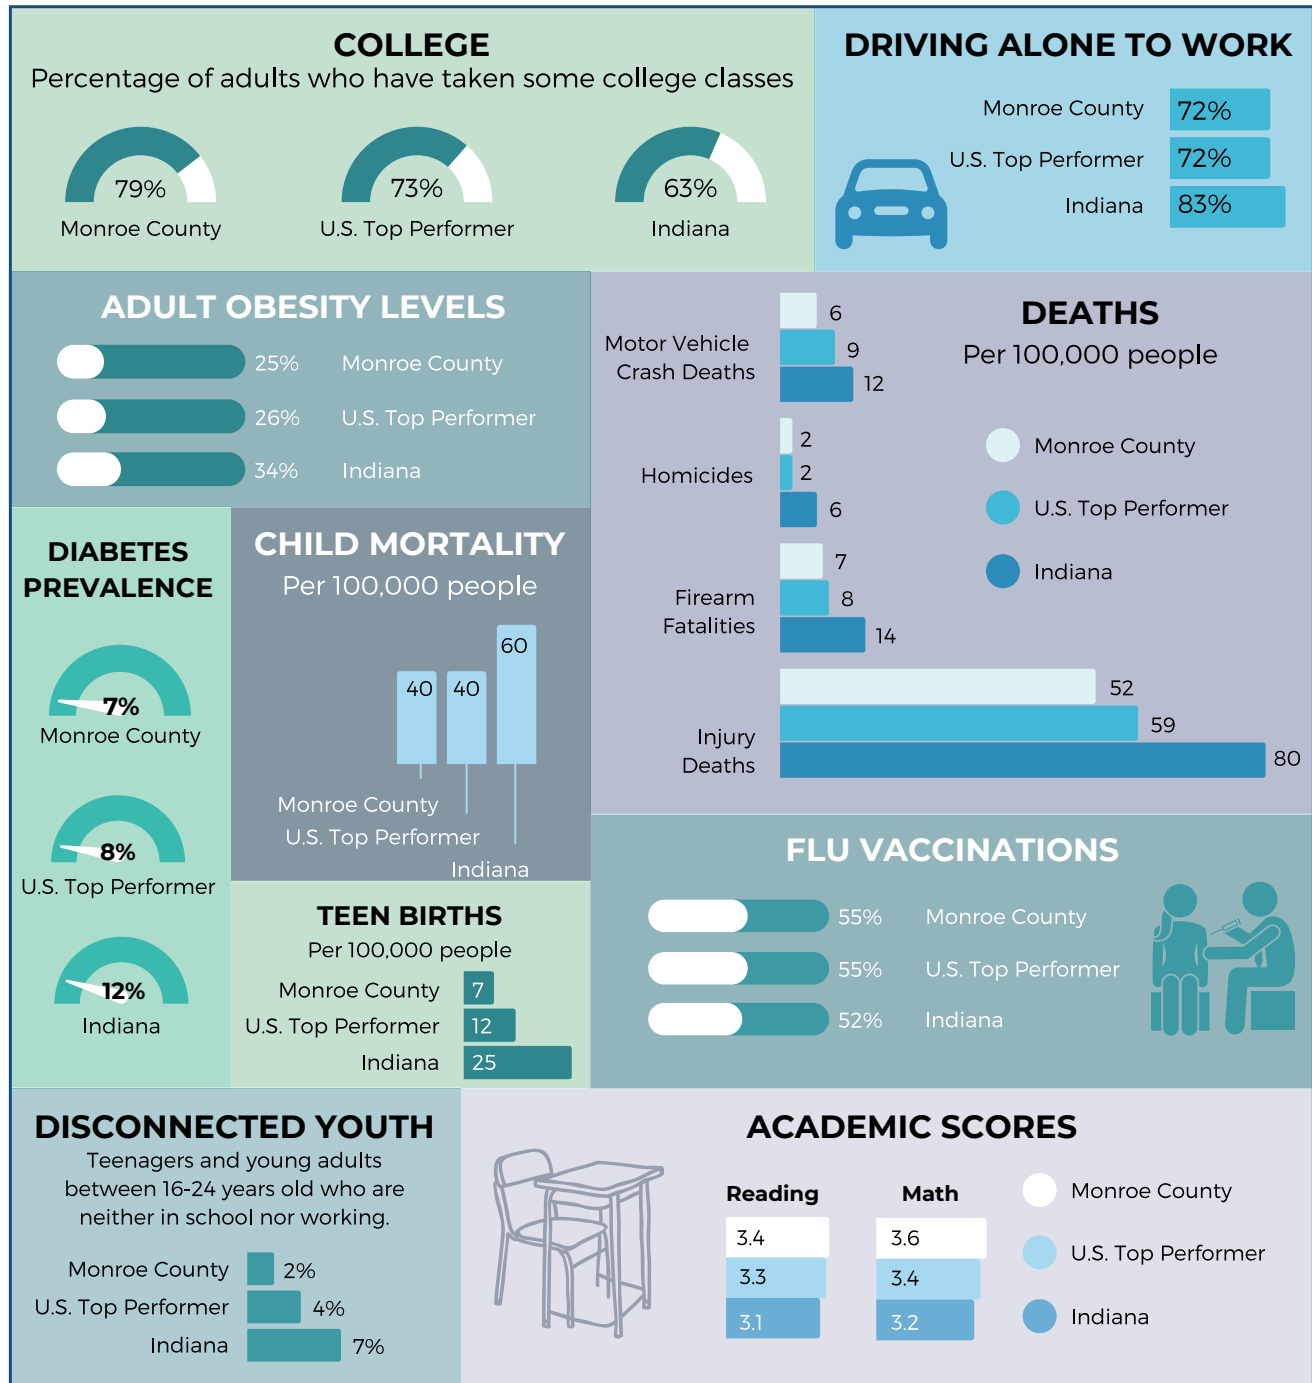 COLLEGE
Percentage of adults who have taken some college classes
79%
Monroe County
73%
U.S. Top Performer
63%
Indiana
DRIVING ALONE TO WORK
Monroe County 72%
U.S. Top Performer 72%
Indiana 83%
ADULT OBESITY LEVELS
25% Monroe County
26% U.S. Top Performer
34% Indiana
DEATHS
Per 100,000 people
Motor Vehicle
Crash Deaths
6
9
12
Homicides
2
2
6
Firearm
Fatalities
7
8
14
Injury
Deaths
52
59
80
Monroe County
U.S. Top Performer
Indiana
DIABETES
PREVALENCE
7%
Monroe County
8%
U.S. Top Performer
12%
Indiana
CHILD MORTALITY
Per 100,000 people
40 40 60
Monroe County
U.S. Top Performer
Indiana
TEEN BIRTHS
Per 100,000 people
Monroe County 7
U.S. Top Performer 12
Indiana 25
FLU VACCINATIONS
55% Monroe County
55% U.S. Top Performer
52% Indiana
DISCONNECTED YOUTH
Teenagers and young adults
between 16-24 years old who are
neither in school nor working.
Monroe County 2%
U.S. Top Performer 4%
Indiana 7%
ACADEMIC SCORES
Reading
3.4
3.3
3.1
Math
3.6
3.4
3.2
Monroe County
U.S. Top Performer
Indiana